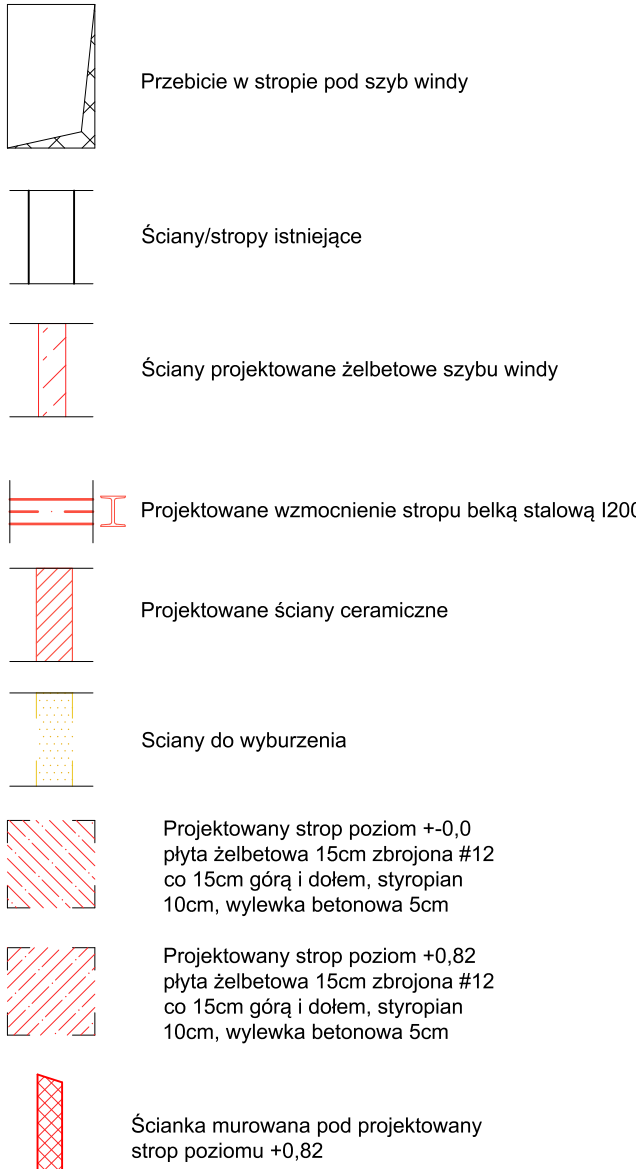 Przebicie w stropie pod szyb windy
Ściany/stropy istniejące
Ściany projektowane żelbetowe szybu windy
Projektowane wzmocnienie stropu belką stalową I200
Projektowane ściany ceramiczne
Sciany do wyburzenia
Projektowany strop poziom +-0,0
płyta żelbetowa 15cm zbrojona #12
co 15cm górą i dołem, styropian
10cm, wylewka betonowa 5cm
Projektowany strop poziom +0,82
płyta żelbetowa 15cm zbrojona #12
co 15cm górą i dołem, styropian
10cm, wylewka betonowa 5cm
Ścianka murowana pod projektowany
strop poziomu +0,82